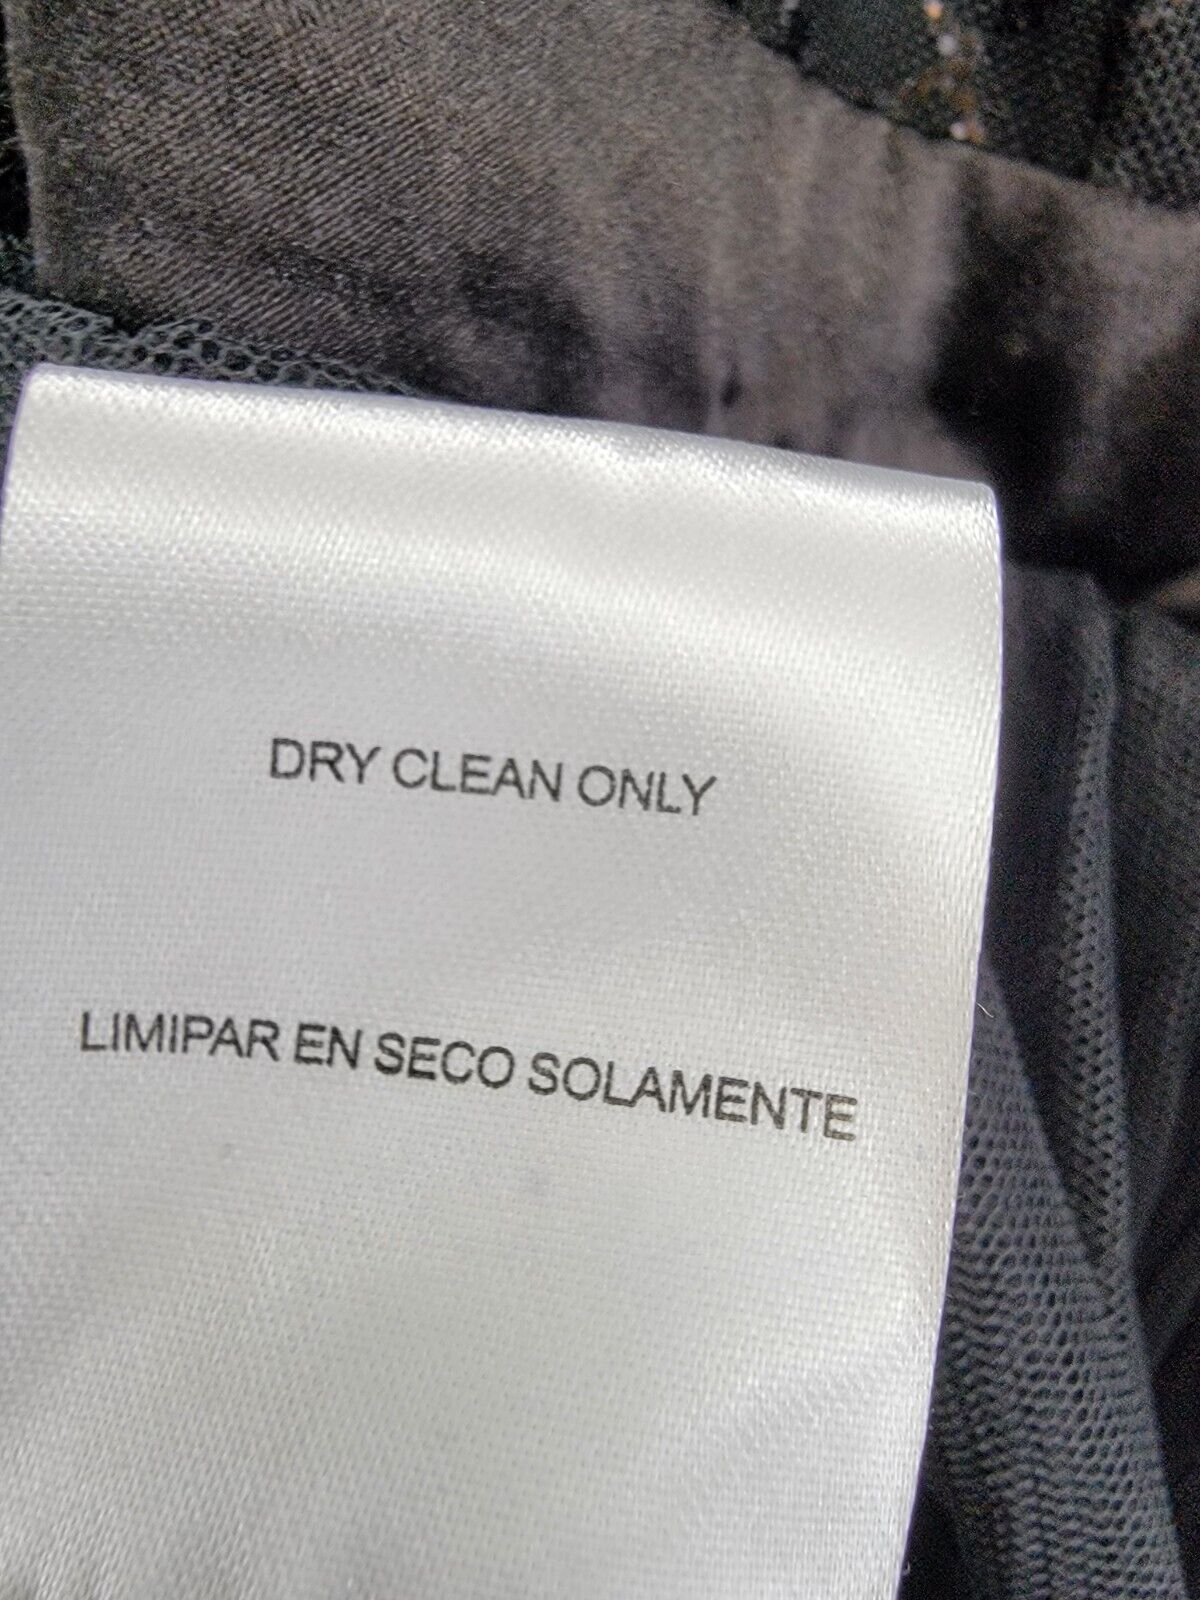 DRY CLEAN ONLY
LIMIPAR EN SECO SOLAMENTE